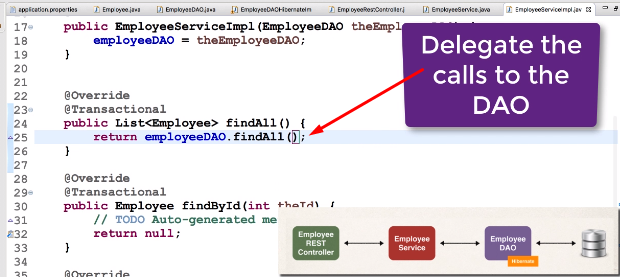 application.properties Employee.java EmployeeDAO.java EmployeeDAOHibernateIm EmployeeRestController.j EmployeeService.java EmployeeServiceImpl.jav
17 public EmployeeServiceImpl(EmployeeDAO theEmployee
18 employeeDAO = theEmployeeDAO;
19 }
20
21
22 @Override
23 @Transactional
24 public List<Employee> findAll() {
25 return employeeDAO.findAll();
26 }
27
28 @Override
29 @Transactional
30 public Employee findById(int theId) {
31 // TODO Auto-generated me
32 return null;
33 }
34
35 @Override
Delegate the
calls to the
DAO
Employee
REST
Controller
Employee
Service
Employee
DAO
Hibernate